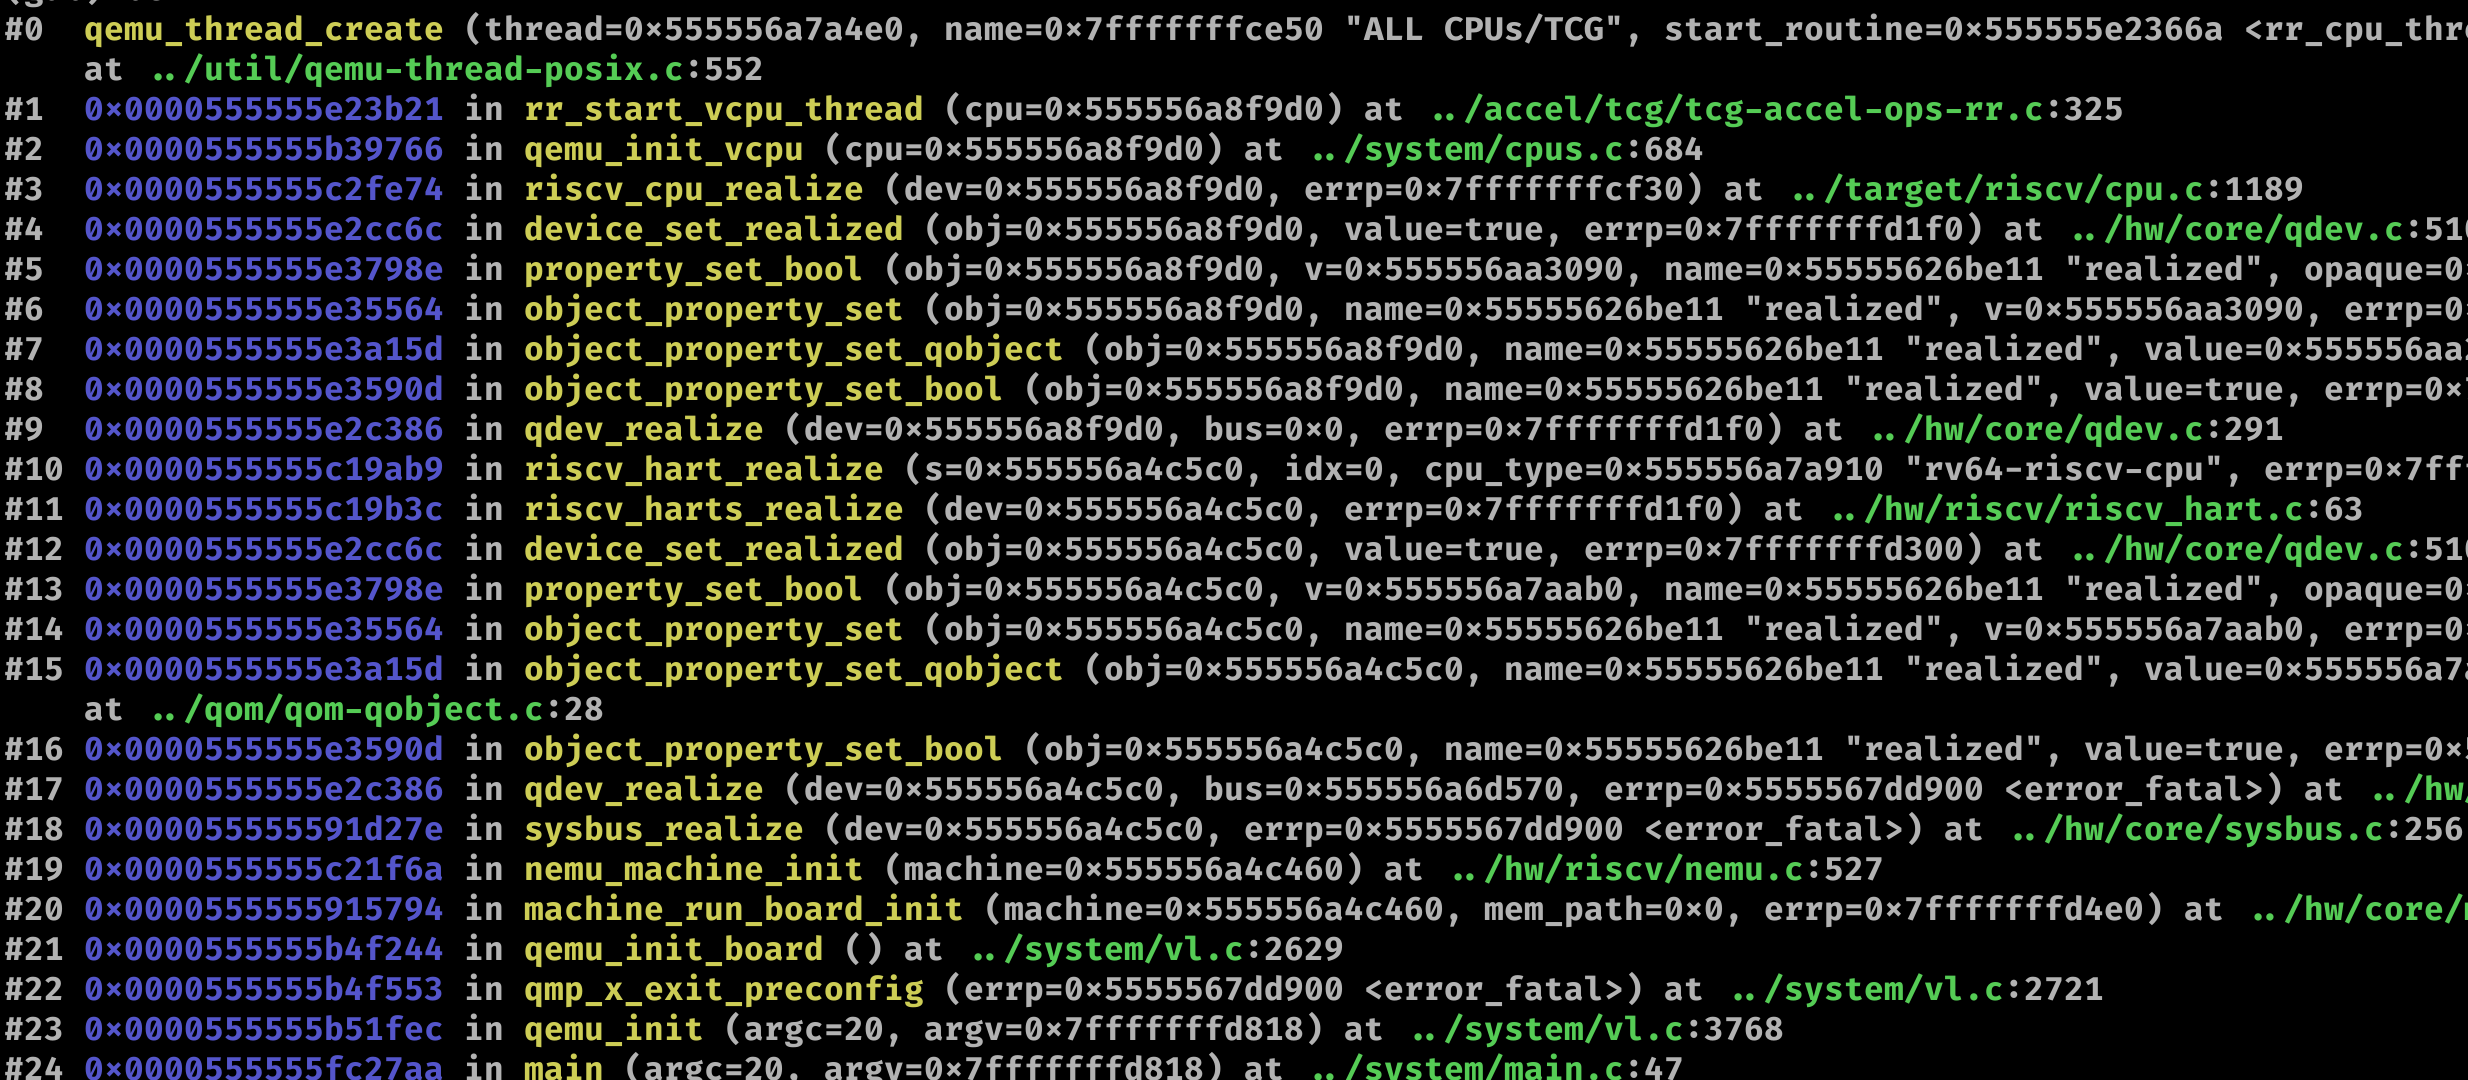 #0  qemu_thread_create (thread=0x555556a7a4e0, name=0x7fffffffce50 "ALL CPUs/TCG", start_routine=0x555555e2366a <rr_cpu_thr
    at ../util/qemu-thread-posix.c:552
#1  0x0000555555e23b21 in rr_start_vcpu_thread (cpu=0x555556a8f9d0) at ../accel/tcg/tcg-accel-ops-rr.c:325
#2  0x0000555555b39766 in qemu_init_vcpu (cpu=0x555556a8f9d0) at ../system/cpus.c:684
#3  0x0000555555c2fe74 in riscv_cpu_realize (dev=0x555556a8f9d0, errp=0x7fffffffcf30) at ../target/riscv/cpu.c:1189
#4  0x0000555555e2cc6c in device_set_realized (obj=0x555556a8f9d0, value=true, errp=0x7fffffffd1f0) at ../hw/core/qdev.c:510
#5  0x0000555555e3798e in property_set_bool (obj=0x555556a8f9d0, v=0x555556aa3090, name=0x55555626be11 "realized", opaque=0x
#6  0x0000555555e35564 in object_property_set (obj=0x555556a8f9d0, name=0x55555626be11 "realized", v=0x555556aa3090, errp=0x
#7  0x0000555555e3a15d in object_property_set_qobject (obj=0x555556a8f9d0, name=0x55555626be11 "realized", value=0x555556aa
#8  0x0000555555e3590d in object_property_set_bool (obj=0x555556a8f9d0, name=0x55555626be11 "realized", value=true, errp=0x
#9  0x0000555555e2c386 in qdev_realize (dev=0x555556a8f9d0, bus=0x0, errp=0x7fffffffd1f0) at ../hw/core/qdev.c:291
#10 0x0000555555c19ab9 in riscv_hart_realize (s=0x555556a4c5c0, idx=0, cpu_type=0x555556a7a910 "rv64-riscv-cpu", errp=0x7ff
#11 0x0000555555c19b3c in riscv_harts_realize (dev=0x555556a4c5c0, errp=0x7fffffffd1f0) at ../hw/riscv/riscv_hart.c:63
#12 0x0000555555e2cc6c in device_set_realized (obj=0x555556a4c5c0, value=true, errp=0x7fffffffd300) at ../hw/core/qdev.c:510
#13 0x0000555555e3798e in property_set_bool (obj=0x555556a4c5c0, v=0x555556a7aab0, name=0x55555626be11 "realized", opaque=0x
#14 0x0000555555e35564 in object_property_set (obj=0x555556a4c5c0, name=0x55555626be11 "realized", v=0x555556a7aab0, errp=0x
#15 0x0000555555e3a15d in object_property_set_qobject (obj=0x555556a4c5c0, name=0x55555626be11 "realized", value=0x555556a7
    at ../qom/qom-qobject.c:28
#16 0x0000555555e3590d in object_property_set_bool (obj=0x555556a4c5c0, name=0x55555626be11 "realized", value=true, errp=0x
#17 0x0000555555e2c386 in qdev_realize (dev=0x555556a4c5c0, bus=0x555556a6d570, errp=0x5555567dd900 <error_fatal>) at ../hw/
#18 0x000055555591d27e in sysbus_realize (dev=0x555556a4c5c0, errp=0x5555567dd900 <error_fatal>) at ../hw/core/sysbus.c:256
#19 0x0000555555c21f6a in nemu_machine_init (machine=0x555556a4c460) at ../hw/riscv/nemu.c:527
#20 0x0000555555915794 in machine_run_board_init (machine=0x555556a4c460, mem_path=0x0, errp=0x7fffffffd4e0) at ../hw/core/
#21 0x0000555555b4f244 in qemu_init_board () at ../system/vl.c:2629
#22 0x0000555555b4f553 in qmp_x_exit_preconfig (errp=0x5555567dd900 <error_fatal>) at ../system/vl.c:2721
#23 0x0000555555b51fec in qemu_init (argc=20, argv=0x7fffffffd818) at ../system/vl.c:3768
#24 0x0000555555fc27aa in main (argc=20, argv=0x7fffffffd818) at ../system/main.c:47